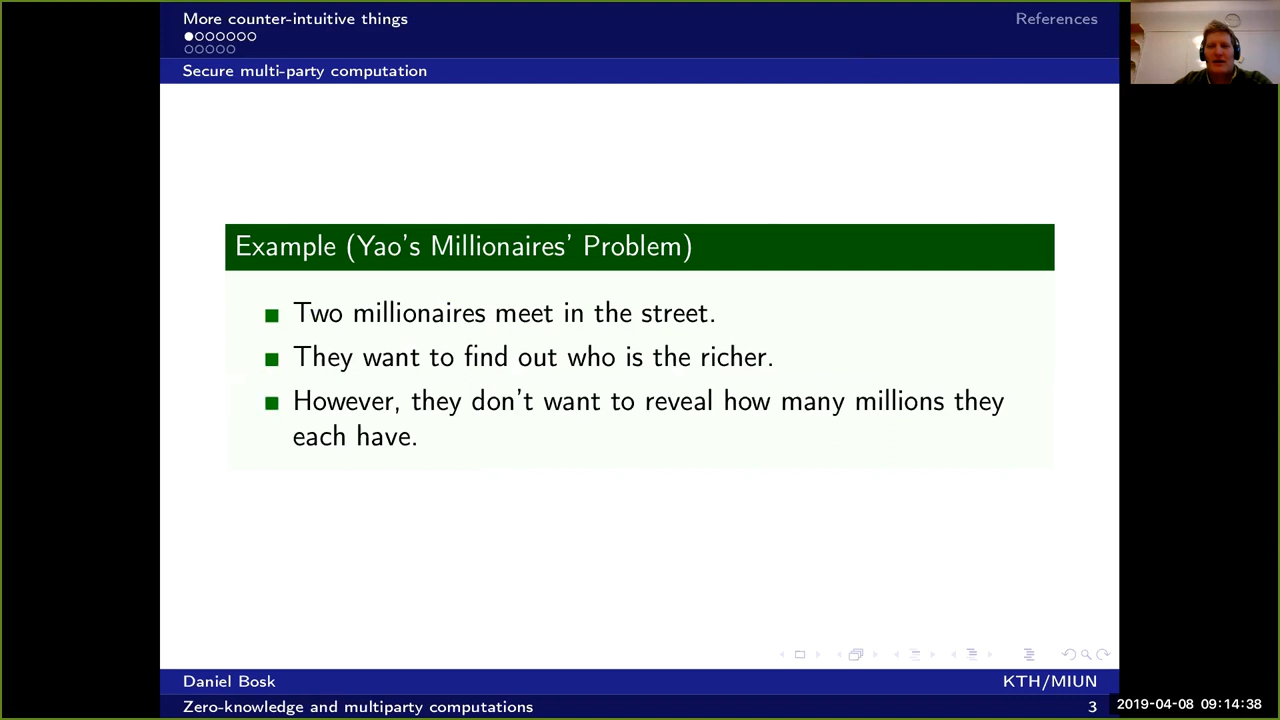 More counter-intuitive things
References
Secure multi-party computation
Example (Yao's Millionaires' Problem)
Two millionaires meet in the street.
They want to find out who is the richer.
However, they don't want to reveal how many millions they
each have.
Daniel Bosk
KTH/MIUN
Zero-knowledge and multiparty computations
3
2019-04-08 09:14:38